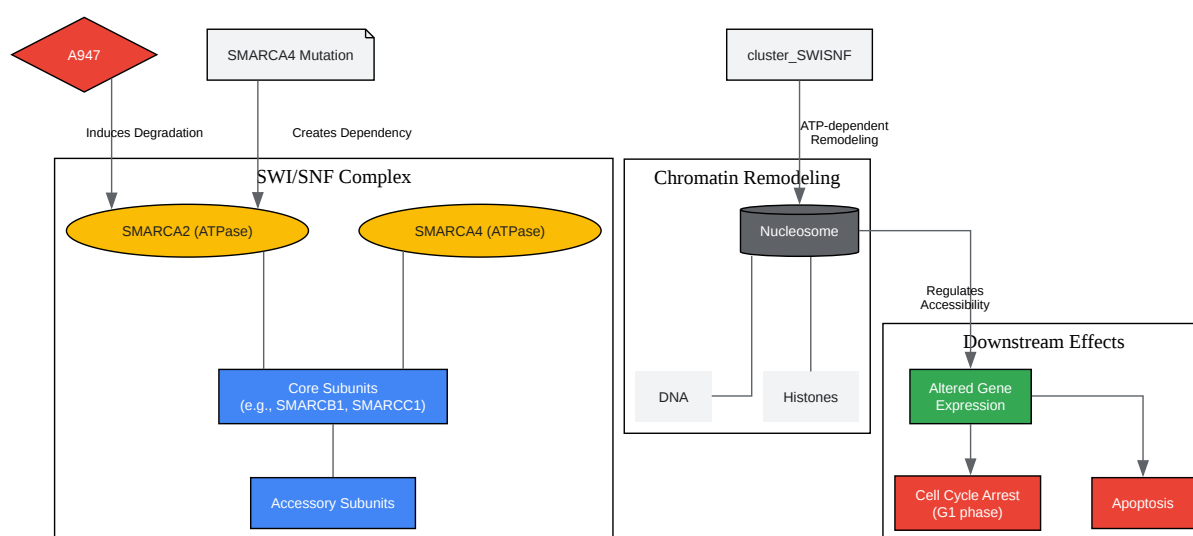 A947
SMARCA4 Mutation
cluster_SWISNF
Induces Degradation
Creates Dependency
ATP-dependent
Remodeling
SWI/SNF Complex
Chromatin Remodeling
SMARCA2 (ATPase)
SMARCA4 (ATPase)
Nucleosome
Regulates
Accessibility
Downstream Effects
Core Subunits
(e.g., SMARCB1, SMARCC1)
DNA
Histones
Altered Gene
Expression
Accessory Subunits
Cell Cycle Arrest
(G1 phase)
Apoptosis